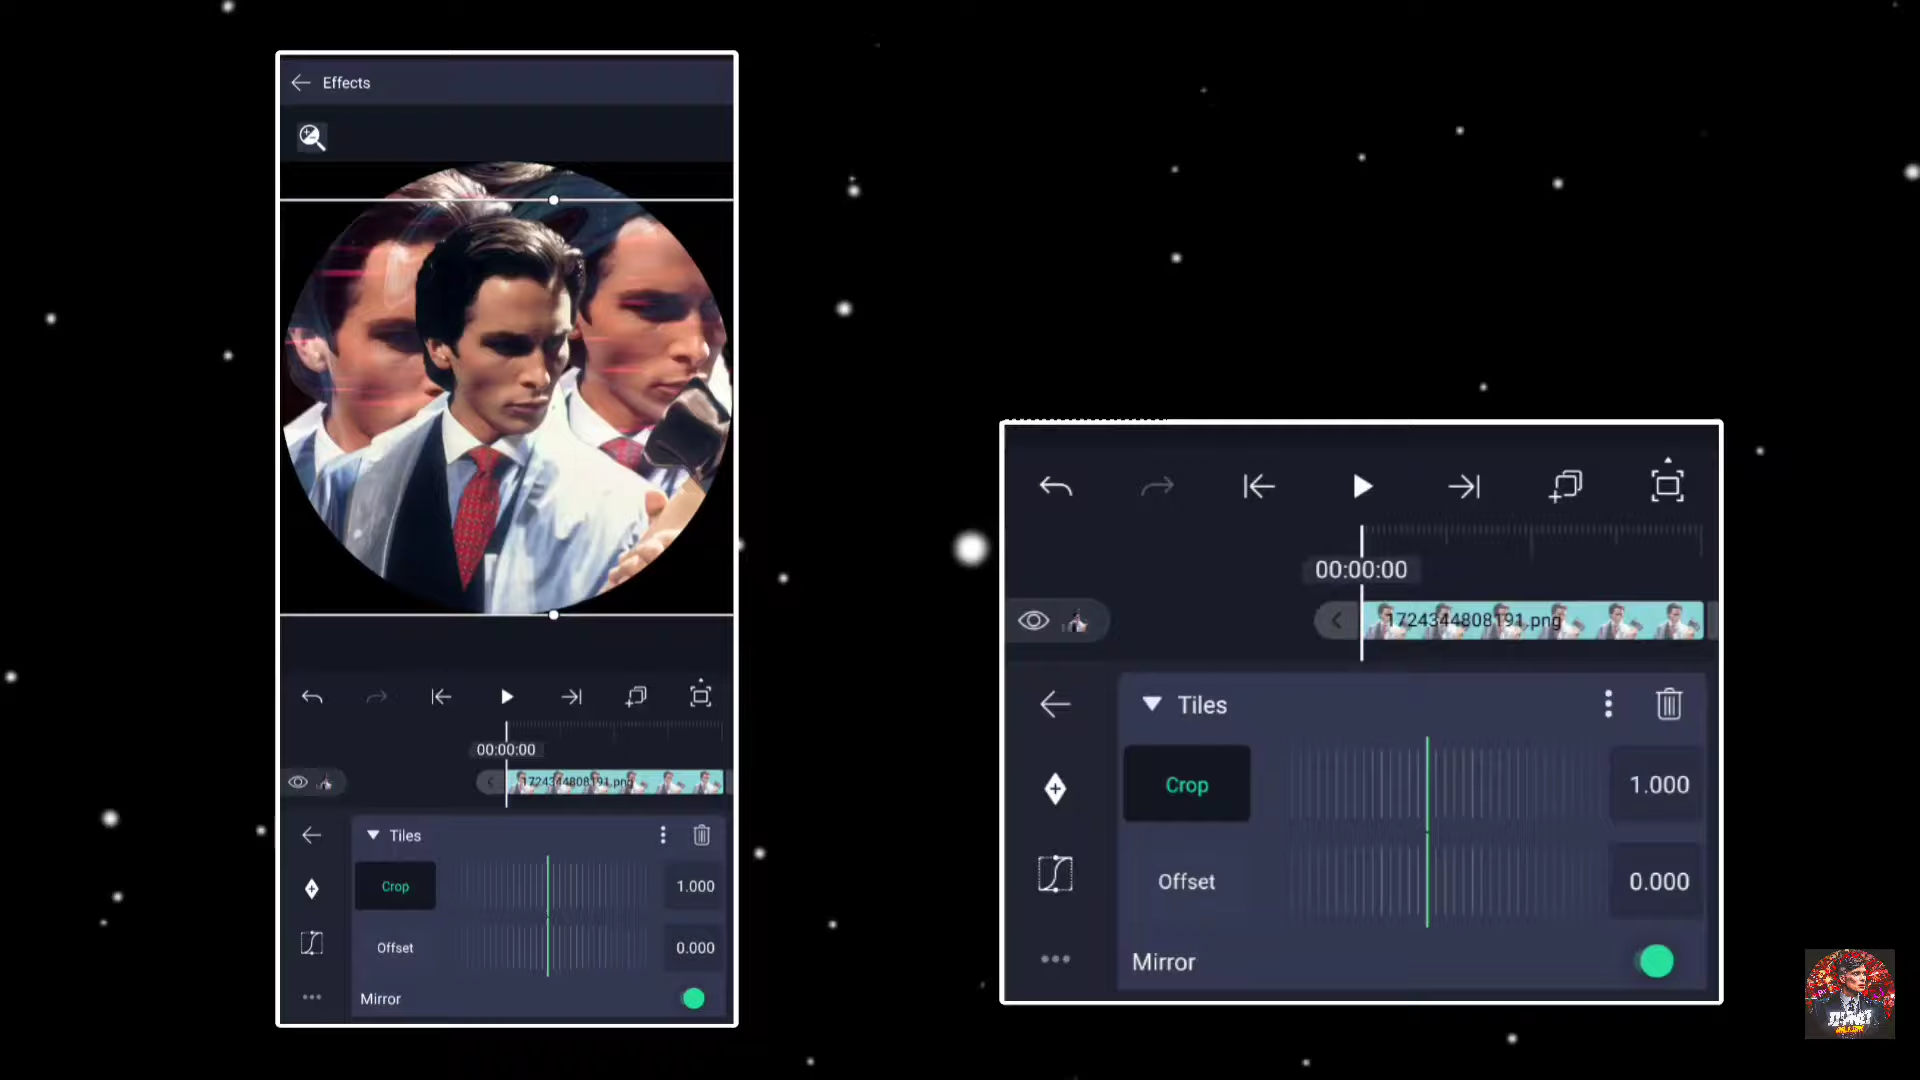 Effects
00:00:00
1724344808191.png
Tiles
Crop
1.000
Offset
0.000
Mirror
00:00:00
1724344808191.png
Tiles
Crop
1.000
Offset
0.000
Mirror